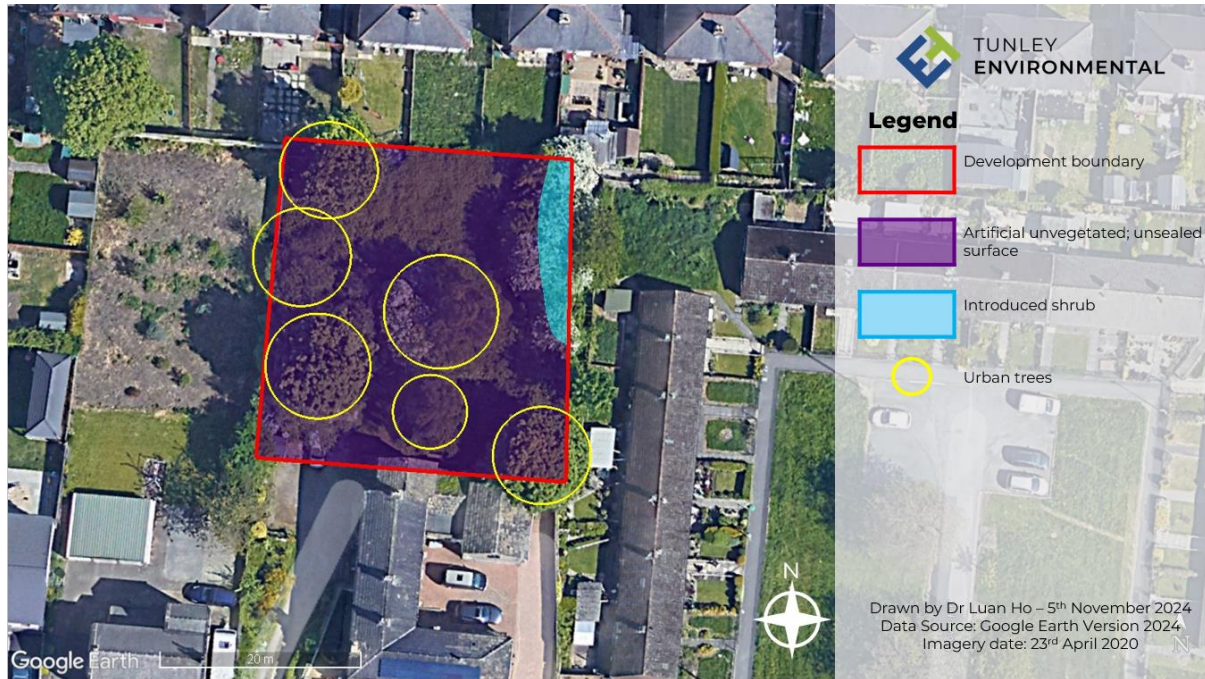 TUNLEY
ENVIRONMENTAL
Legend
Development boundary
Artificial unvegetated; unsealed
surface
Introduced shrub
Urban trees
N
Drawn by Dr Luan Ho – 5th November 2024
Data Source: Google Earth Version 2024
Imagery date: 23rd April 2020
N
Google Earth
20 m